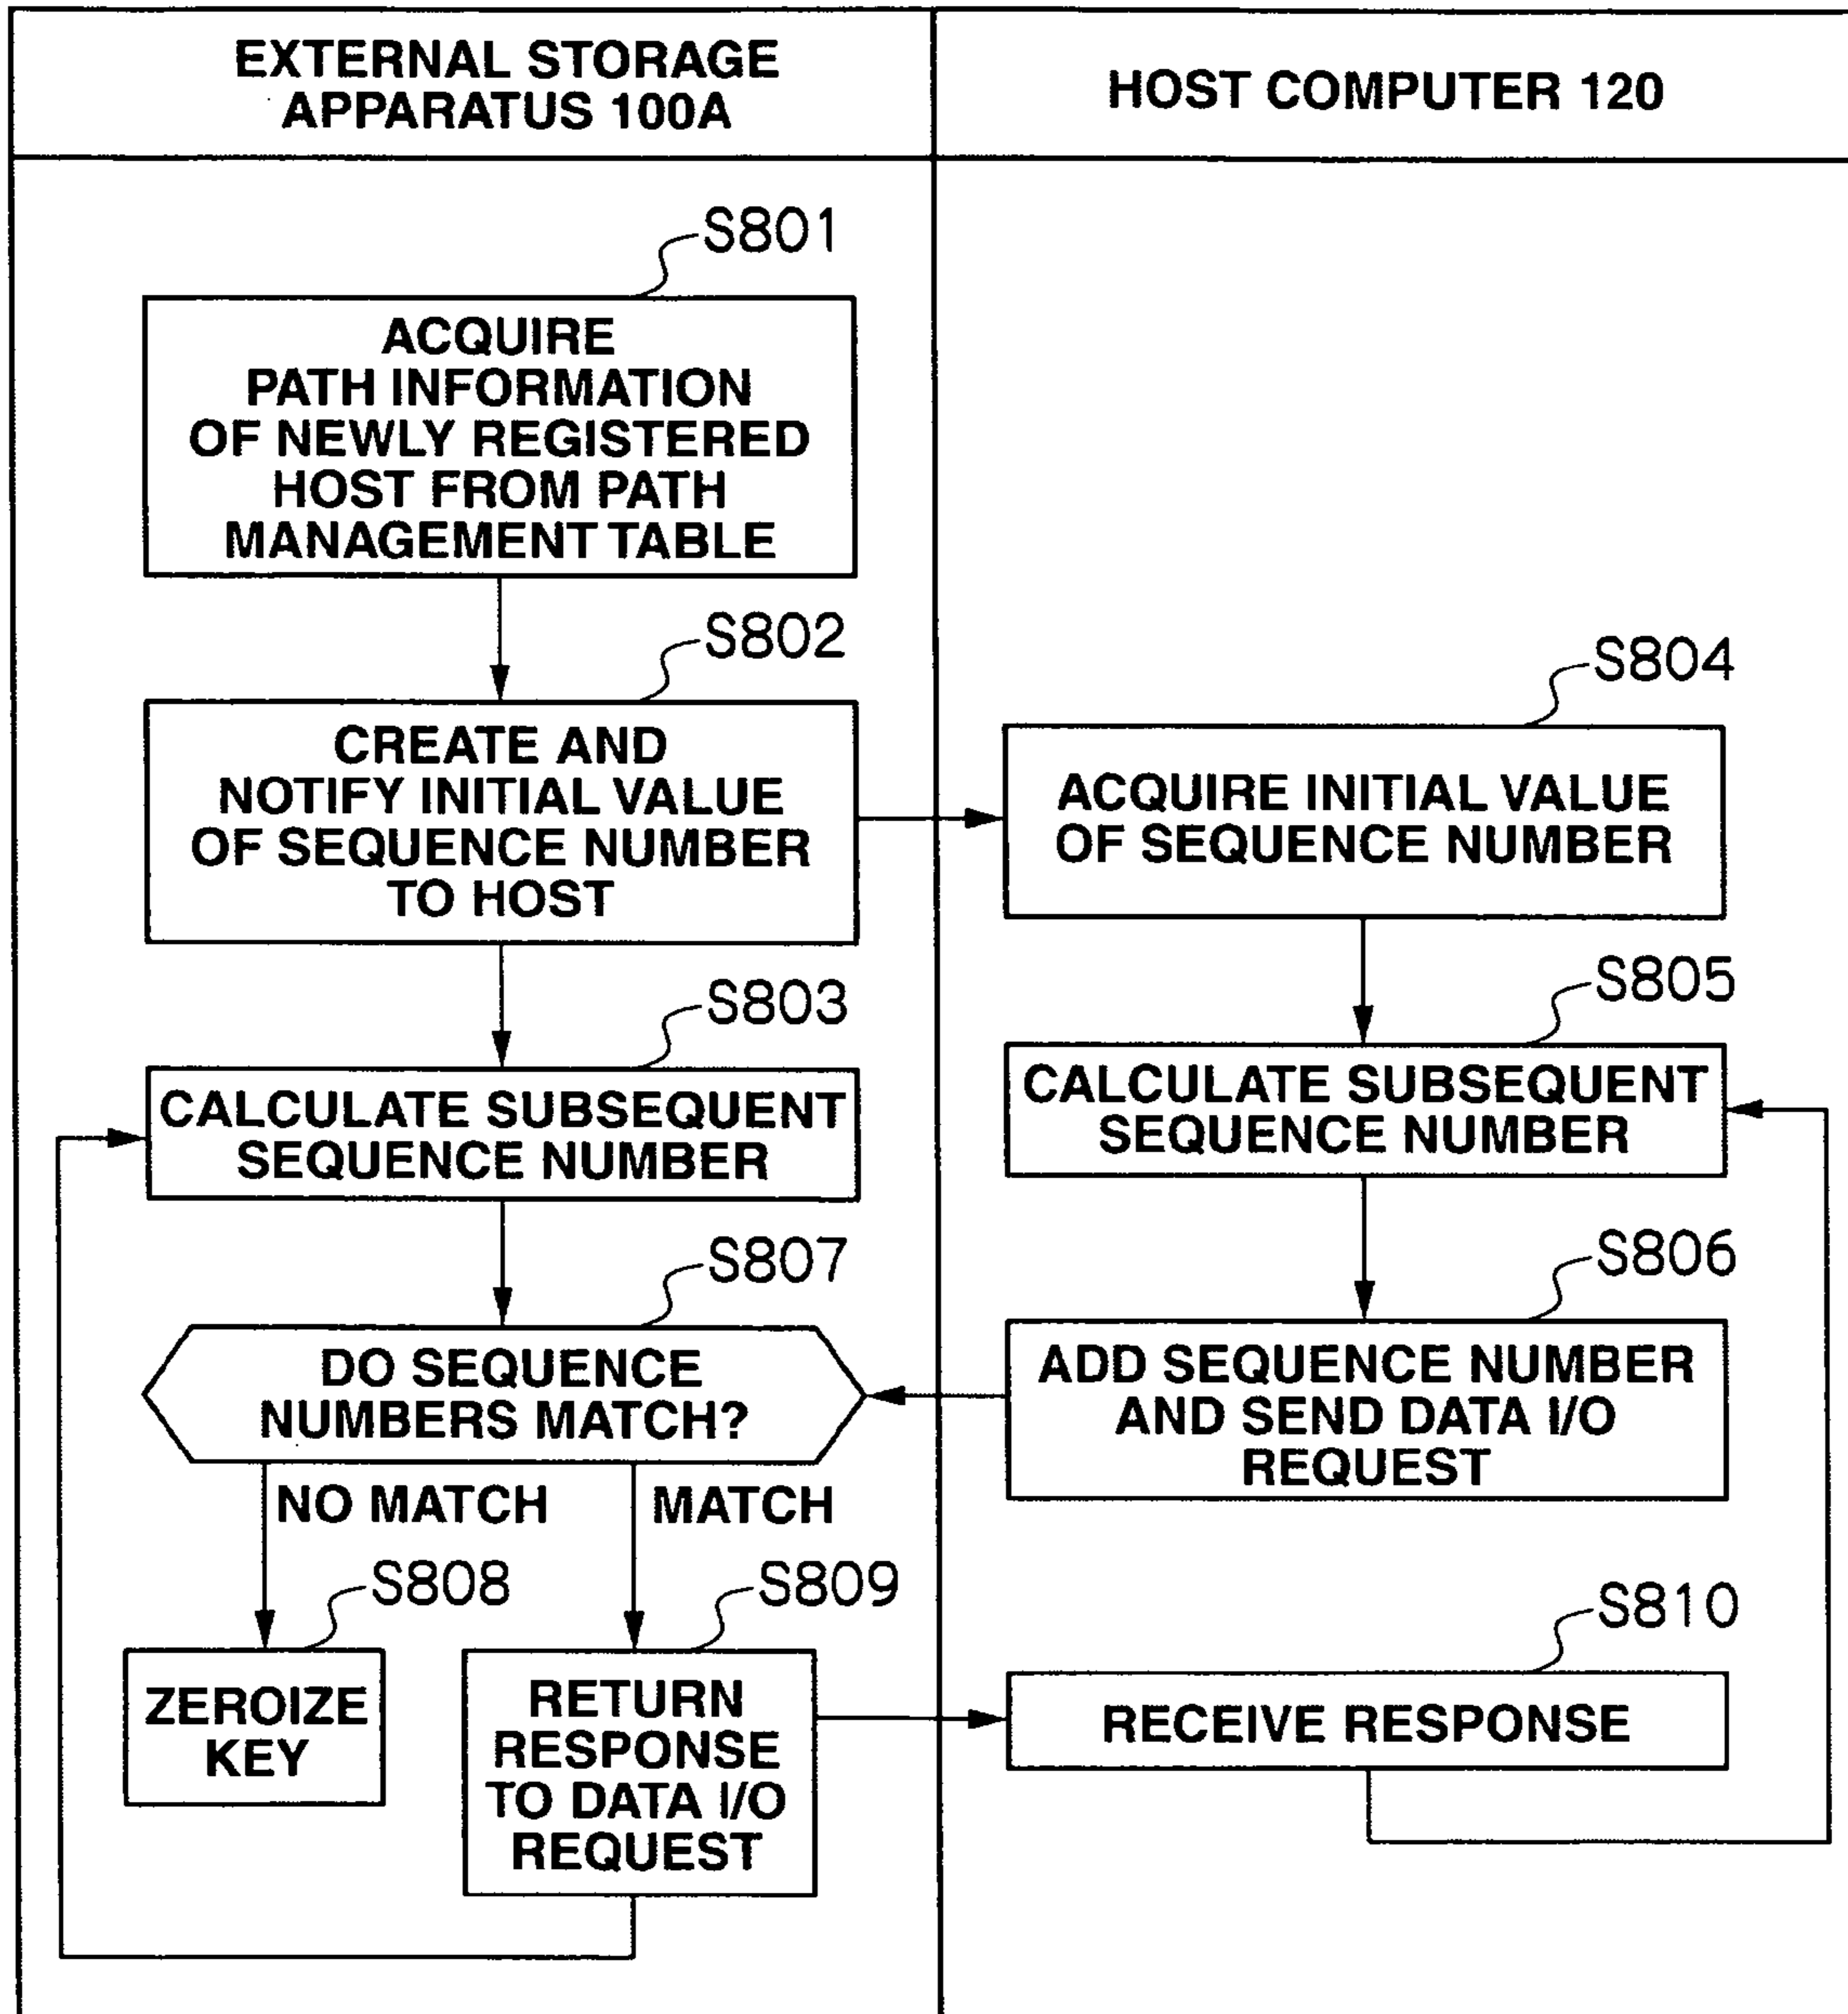 EXTERNAL STORAGE
APPARATUS 100A
HOST COMPUTER 120
S801
ACQUIRE
PATH INFORMATION
OF NEWLY REGISTERED
HOST FROM PATH
MANAGEMENT TABLE
S802
CREATE AND
NOTIFY INITIAL VALUE
OF SEQUENCE NUMBER
TO HOST
S804
ACQUIRE INITIAL VALUE
OF SEQUENCE NUMBER
S803
CALCULATE SUBSEQUENT
SEQUENCE NUMBER
S805
CALCULATE SUBSEQUENT
SEQUENCE NUMBER
S807
DO SEQUENCE
NUMBERS MATCH?
S806
ADD SEQUENCE NUMBER
AND SEND DATA I/O
REQUEST
NO MATCH
MATCH
S808
ZEROIZE
KEY
S809
RETURN
RESPONSE
TO DATA I/O
REQUEST
S810
RECEIVE RESPONSE